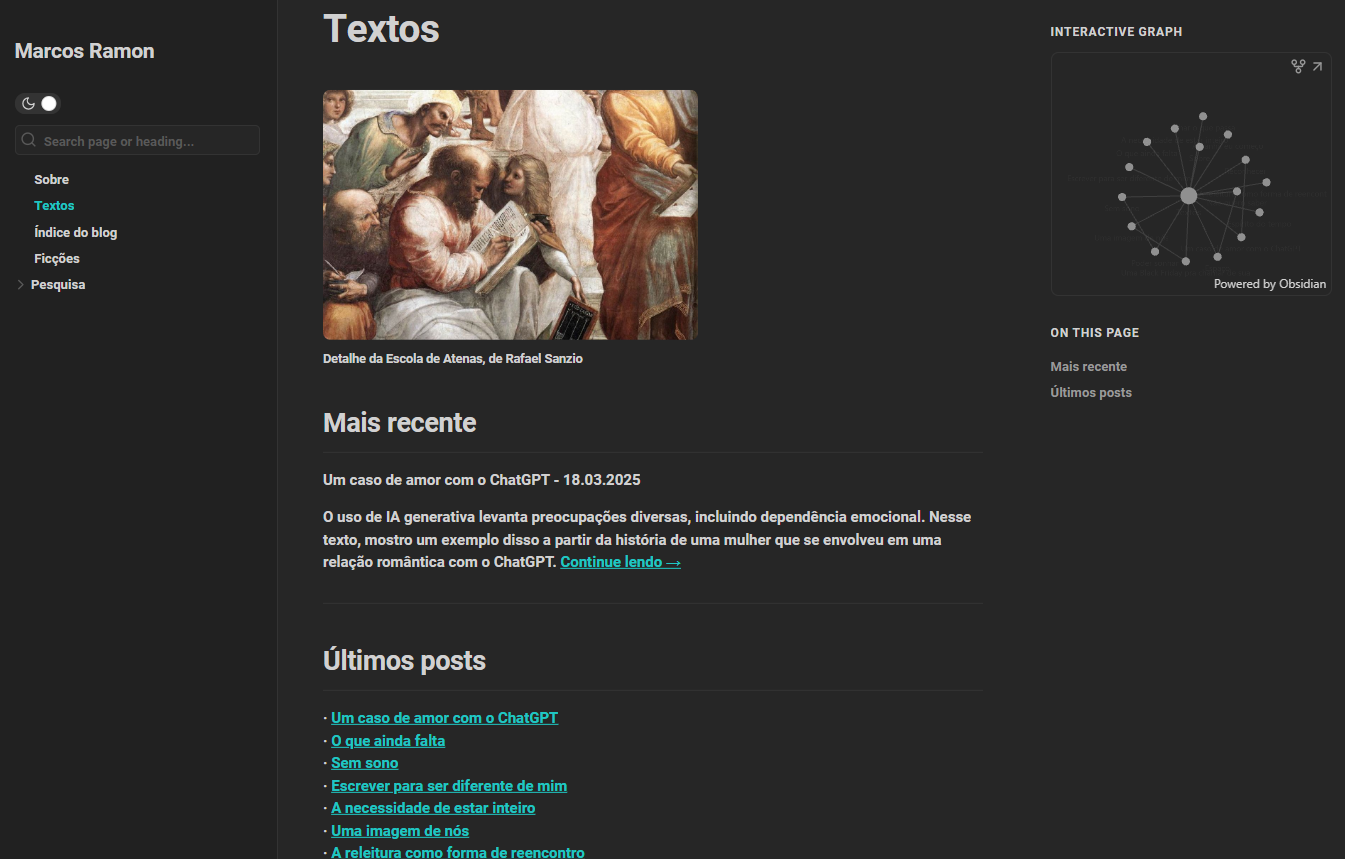 Marcos Ramon
Search page or heading...
Sobre
Textos
Índice do blog
Ficções
Pesquisa
Textos
Detalhe da Escola de Atenas, de Rafael Sanzio
Mais recente
Um caso de amor com o ChatGPT - 18.03.2025
O uso de IA generativa levanta preocupações diversas, incluindo dependência emocional. Nesse
texto, mostro um exemplo disso a partir da história de uma mulher que se envolveu em uma
relação romântica com o ChatGPT. Continue lendo →
Últimos posts
· Um caso de amor com o ChatGPT
· O que ainda falta
· Sem sono
· Escrever para ser diferente de mim
· A necessidade de estar inteiro
· Uma imagem de nós
· A releitura como forma de reencontro
INTERACTIVE GRAPH
Powered by Obsidian
ON THIS PAGE
Mais recente
Últimos posts